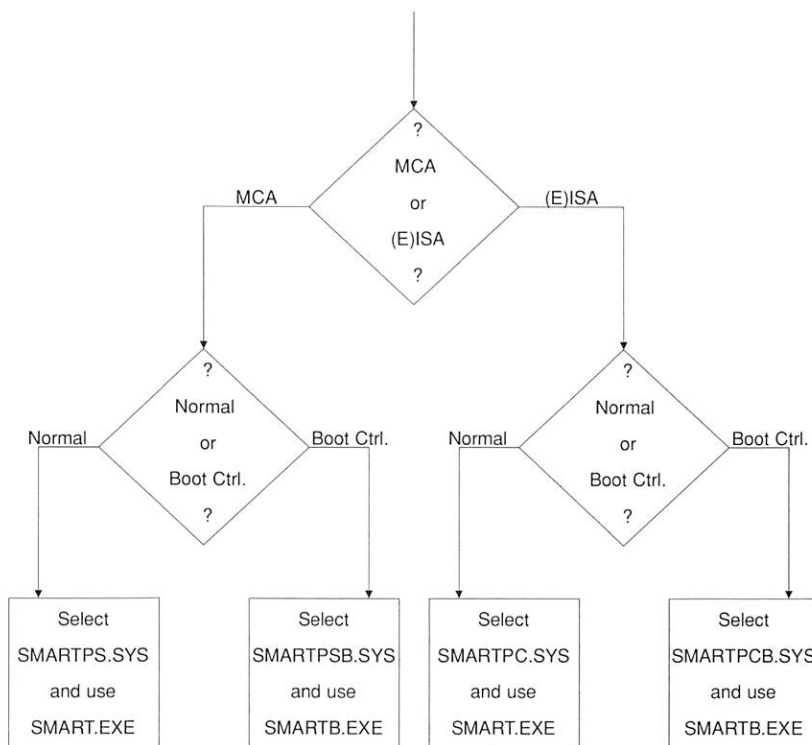 ?
MCA
or
(E)ISA
?
MCA
(E)ISA
?
Normal
or
Boot Ctrl.
?
Normal
Boot Ctrl.
?
Normal
or
Boot Ctrl.
?
Normal
Boot Ctrl.
Select
SMARTPS.SYS
and use
SMART.EXE
Select
SMARTPSB.SYS
and use
SMARTB.EXE
Select
SMARTPC.SYS
and use
SMART.EXE
Select
SMARTPCB.SYS
and use
SMARTB.EXE